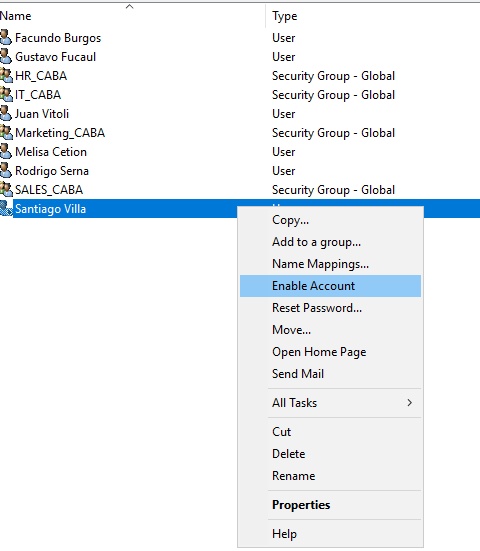 Name Type
Facundo Burgos User
Gustavo Fucaul User
HR_CABA Security Group - Global
IT_CABA Security Group - Global
Juan Vitoli User
Marketing_CABA Security Group - Global
Melisa Cetion User
Rodrigo Serna User
SALES_CABA Security Group - Global
Santiago Villa
Copy...
Add to a group...
Name Mappings...
Enable Account
Reset Password...
Move...
Open Home Page
Send Mail
All Tasks
Cut
Delete
Rename
Properties
Help